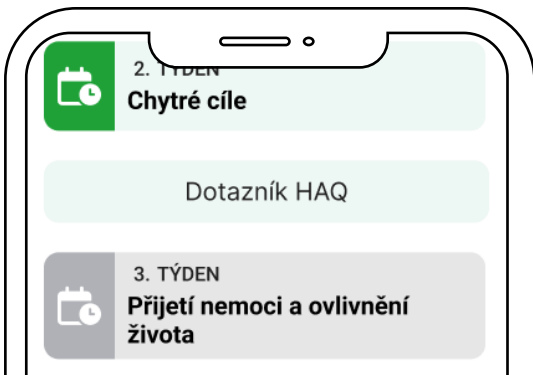 2. TÝDEN
Chytré cíle
Dotazník HAQ
3. TÝDEN
Přijetí nemoci a ovlivnění
života